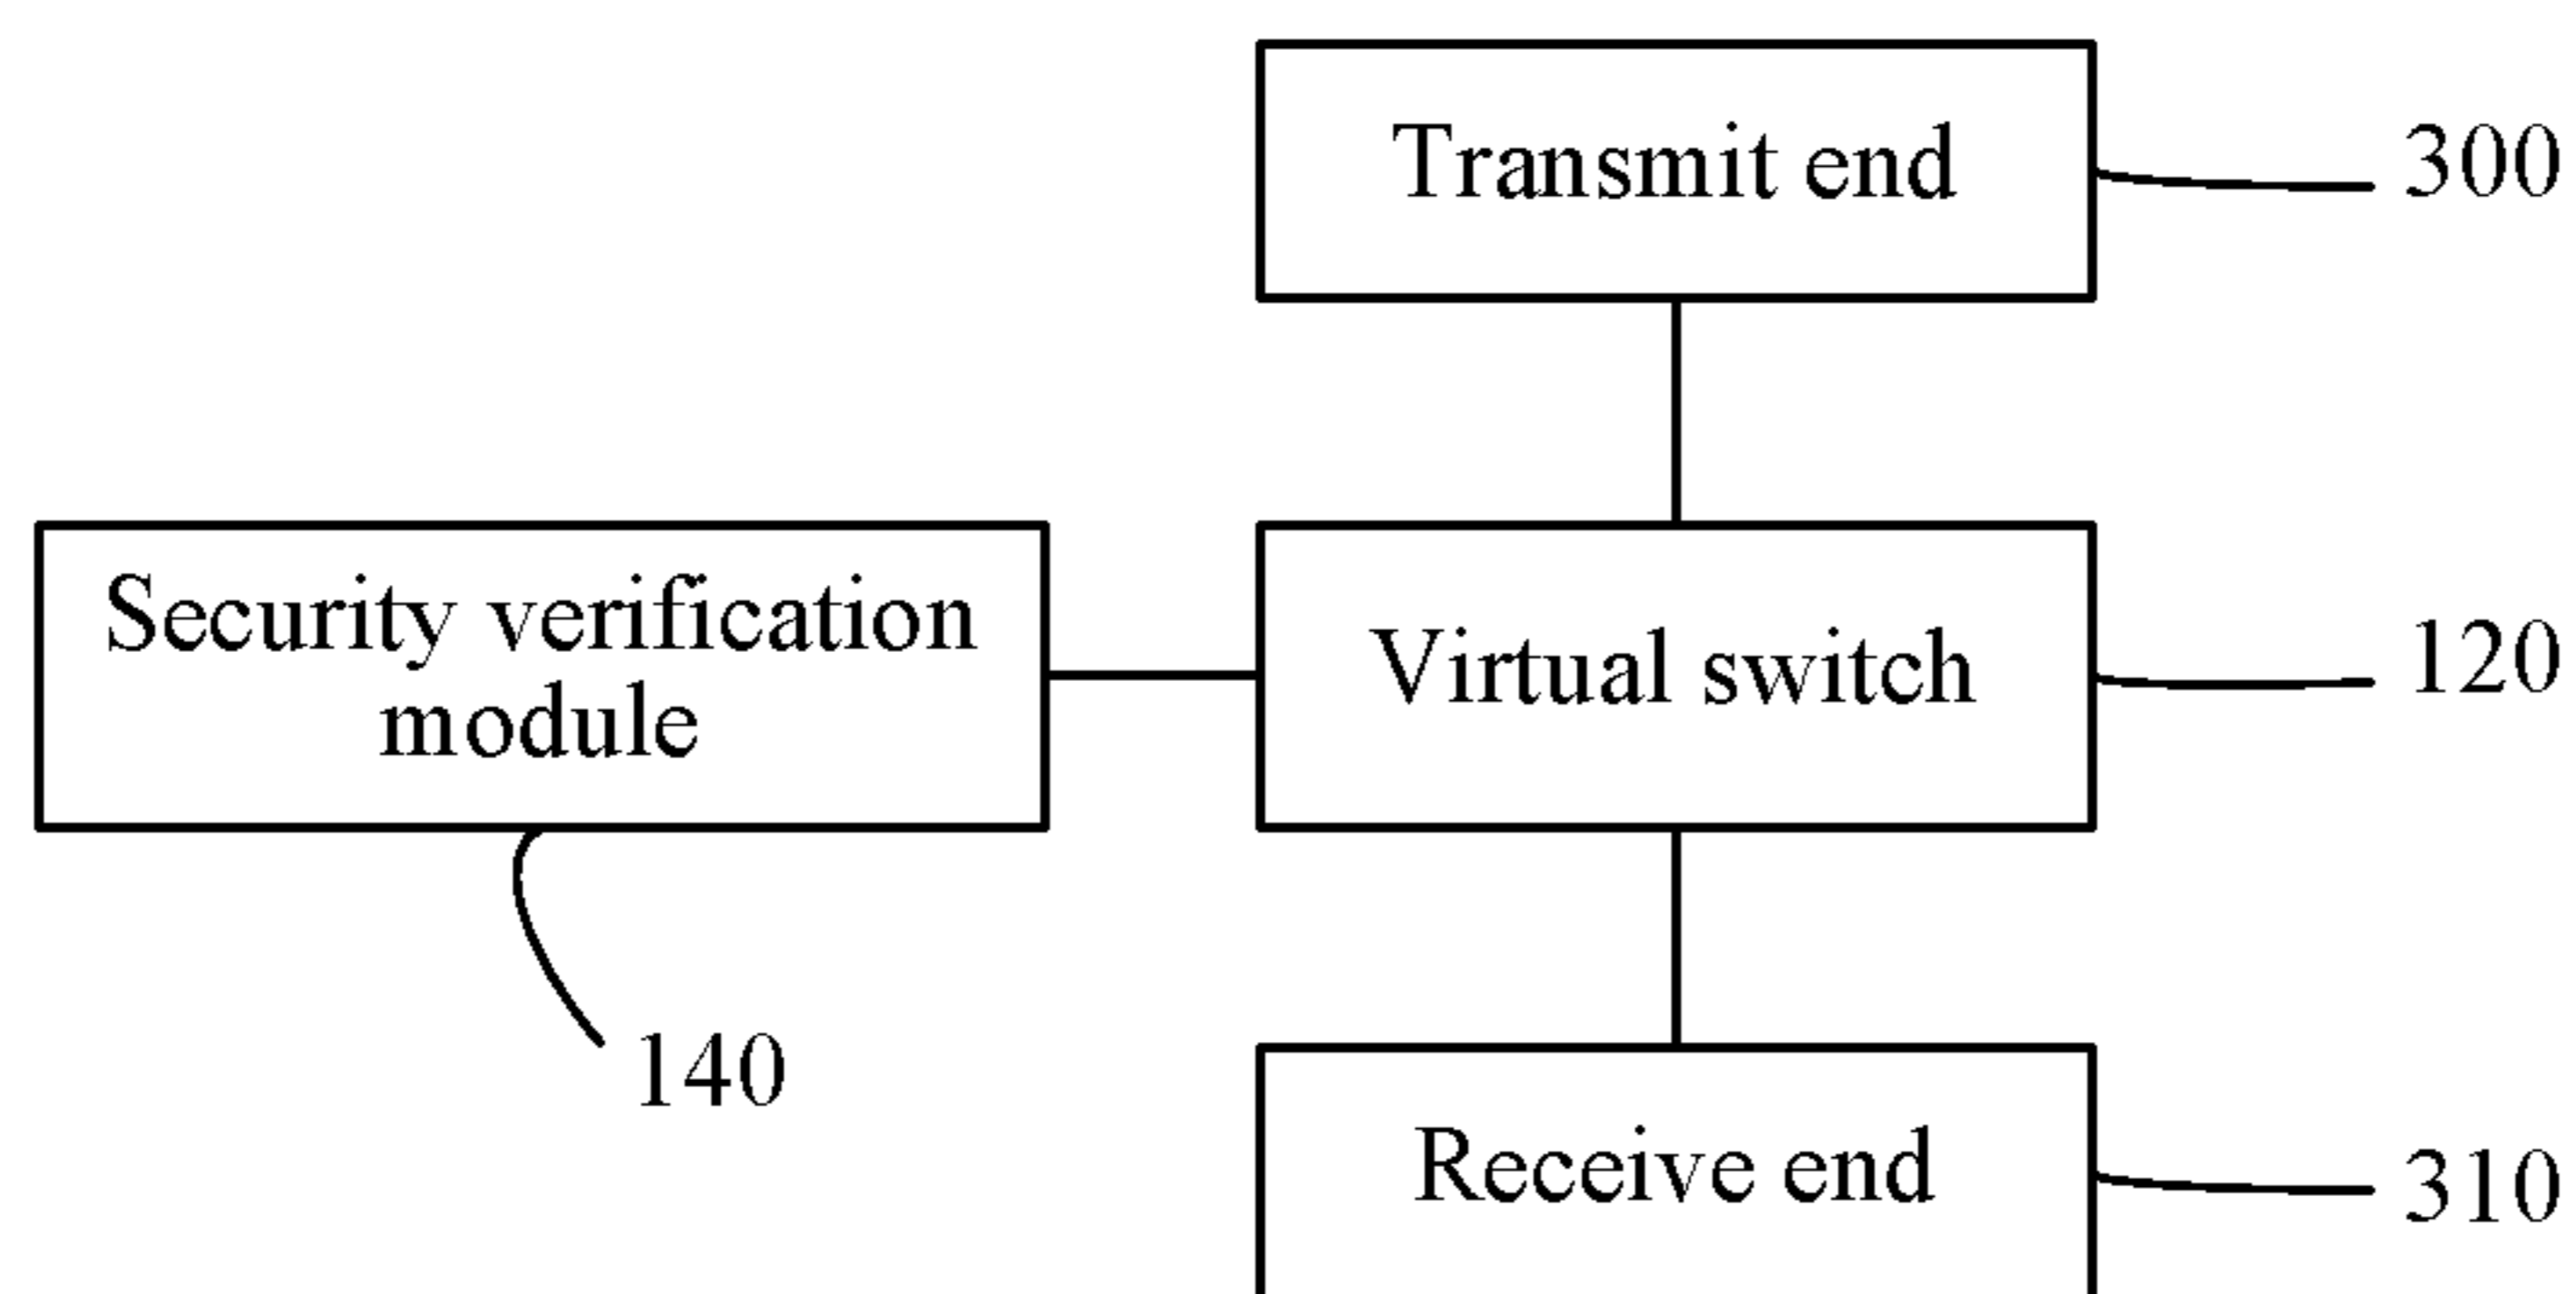 Transmit end
300
Security verification
module
Virtual switch
120
140
Receive end
310